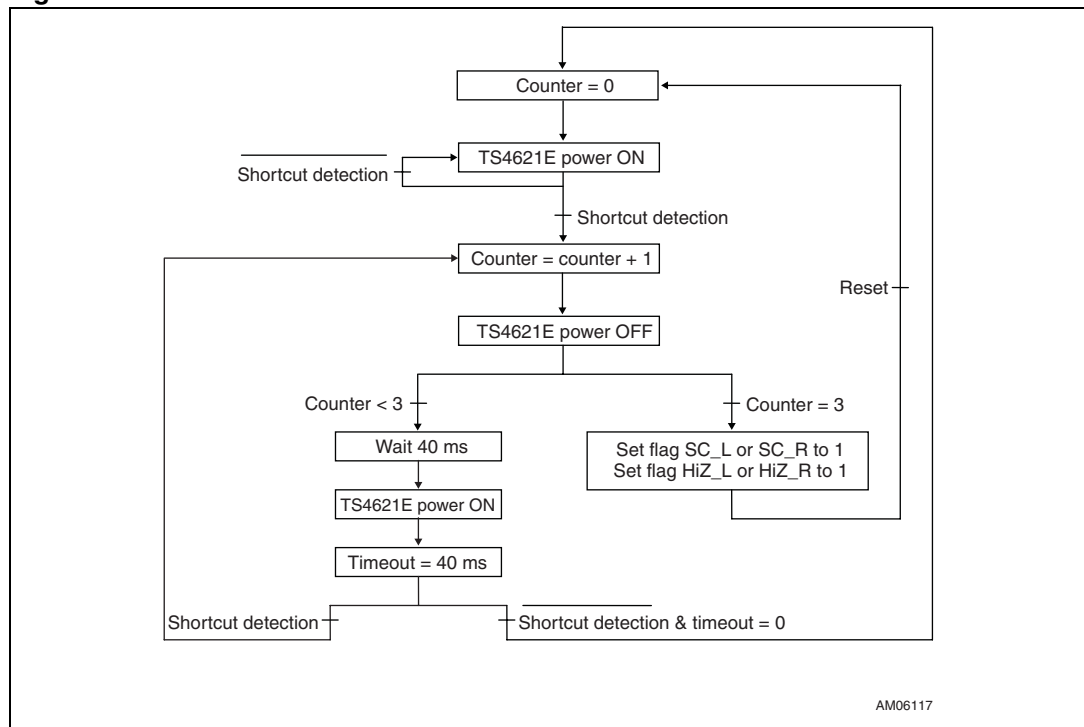 Counter = 0
TS4621E power ON
Shortcut detection
Shortcut detection
Counter = counter + 1
Reset
TS4621E power OFF
Counter < 3
Counter = 3
Wait 40 ms
Set flag SC_L or SC_R to 1
Set flag HiZ_L or HiZ_R to 1
TS4621E power ON
Timeout = 40 ms
Shortcut detection
Shortcut detection & timeout = 0
AM06117